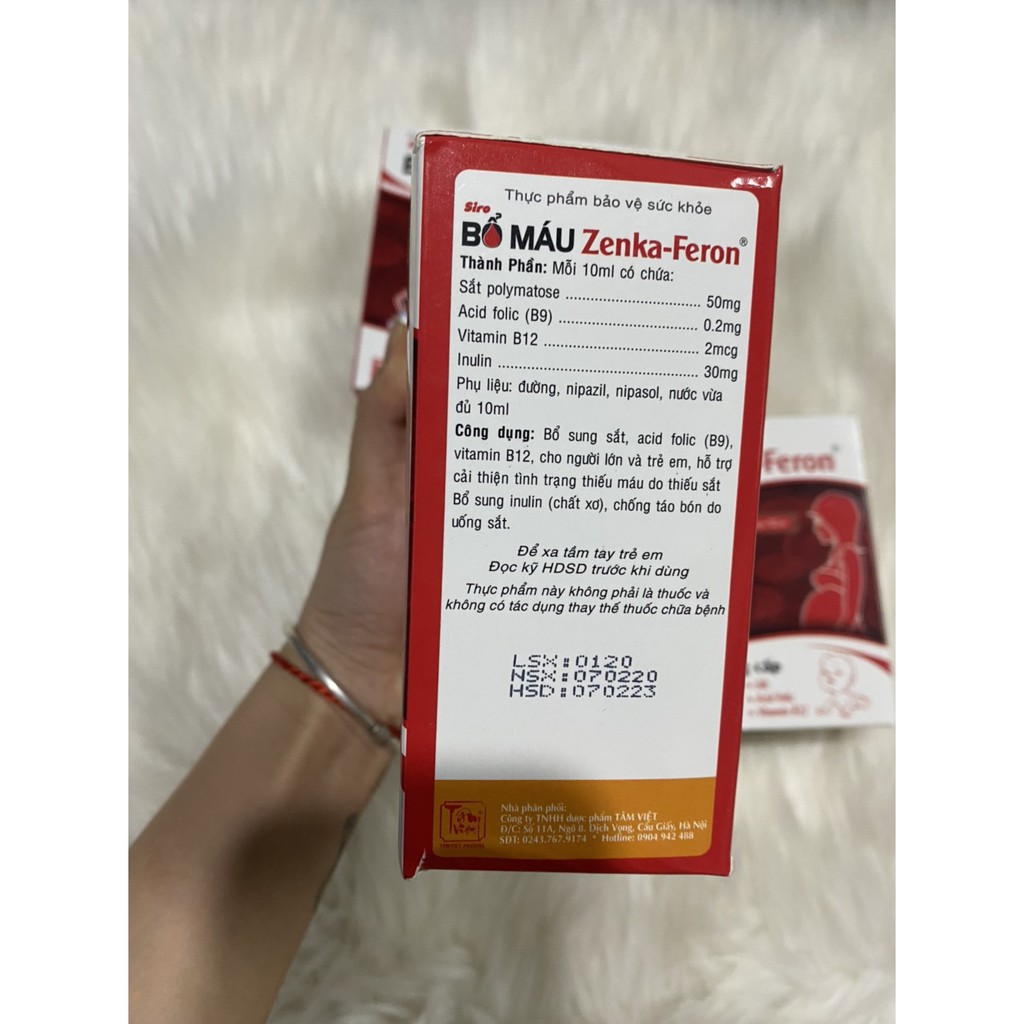 Thực phẩm bảo vệ sức khỏe
Siro
BỔ MÁU Zenka-Feron®
Thành Phần: Mỗi 10ml có chứa:
Sắt polymatose ................................ 50mg
Acid folic (B9) ................................ 0.2mg
Vitamin B12 .................................... 2mcg
Inulin ............................................... 30mg
Phụ liệu: đường, nipazil, nipasol, nước vừa
đủ 10ml
Công dụng: Bổ sung sắt, acid folic (B9),
vitamin B12, cho người lớn và trẻ em, hỗ trợ
cải thiện tình trạng thiếu máu do thiếu sắt
Bổ sung inulin (chất xơ), chống táo bón do
uống sắt.
Để xa tầm tay trẻ em
Đọc kỹ HDSD trước khi dùng
Thực phẩm này không phải là thuốc và
không có tác dụng thay thế thuốc chữa bệnh
LSX:0120
NSX:070220
HSD:070223
Tâm Việt
Nhà phân phối:
Công ty TNHH dược phẩm TÂM VIỆT
Đ/C: Số 11A, Ngõ 8, Dịch Vọng, Cầu Giấy, Hà Nội
SĐT: 0243.767.9174 * Hotline: 0904 942 488
Feron®